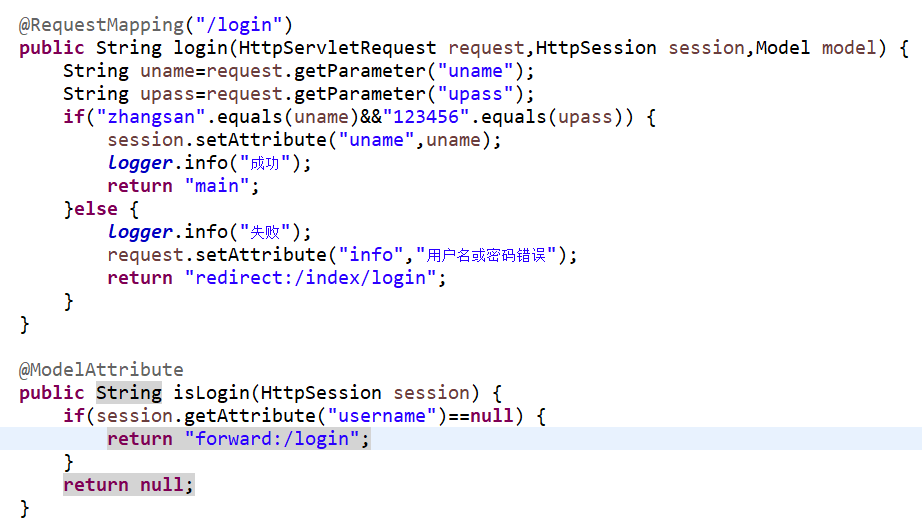 @RequestMapping("/login")
public String login(HttpServletRequest request,HttpSession session,Model model) {
    String uname=request.getParameter("uname");
    String upass=request.getParameter("upass");
    if("zhangsan".equals(uname)&&"123456".equals(upass)) {
        session.setAttribute("uname",uname);
        logger.info("成功");
        return "main";
    }else {
        logger.info("失败");
        request.setAttribute("info","用户名或密码错误");
        return "redirect:/index/login";
    }
}
@ModelAttribute
public String isLogin(HttpSession session) {
    if(session.getAttribute("username")==null) {
        return "forward:/login";
    }
    return null;
}